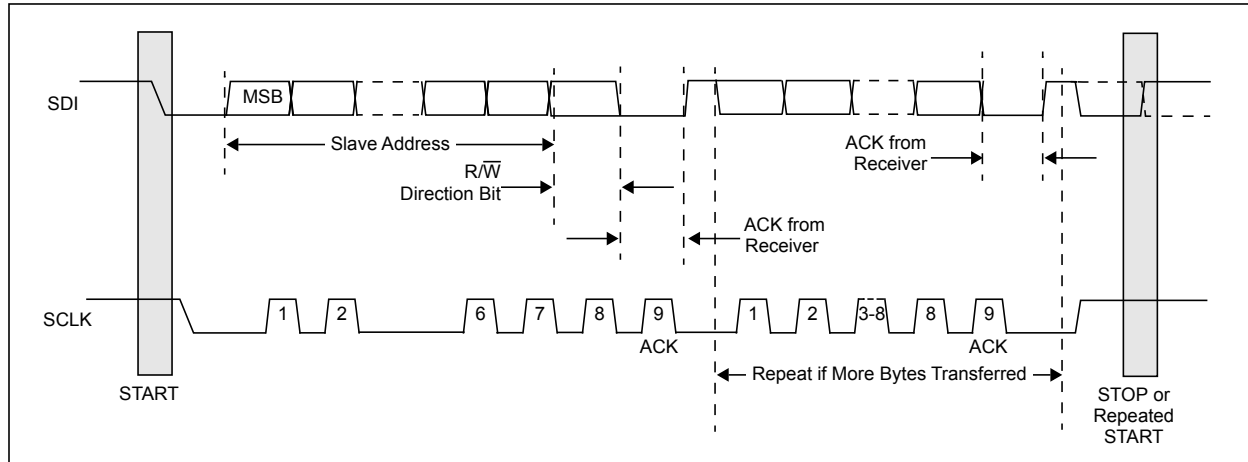 SDI
MSB
Slave Address
R/W̅
Direction Bit
ACK from
Receiver
ACK from
Receiver
SCLK
1
2
6
7
8
9
ACK
1
2
3-8
8
9
ACK
Repeat if More Bytes Transferred
START
STOP or
Repeated
START